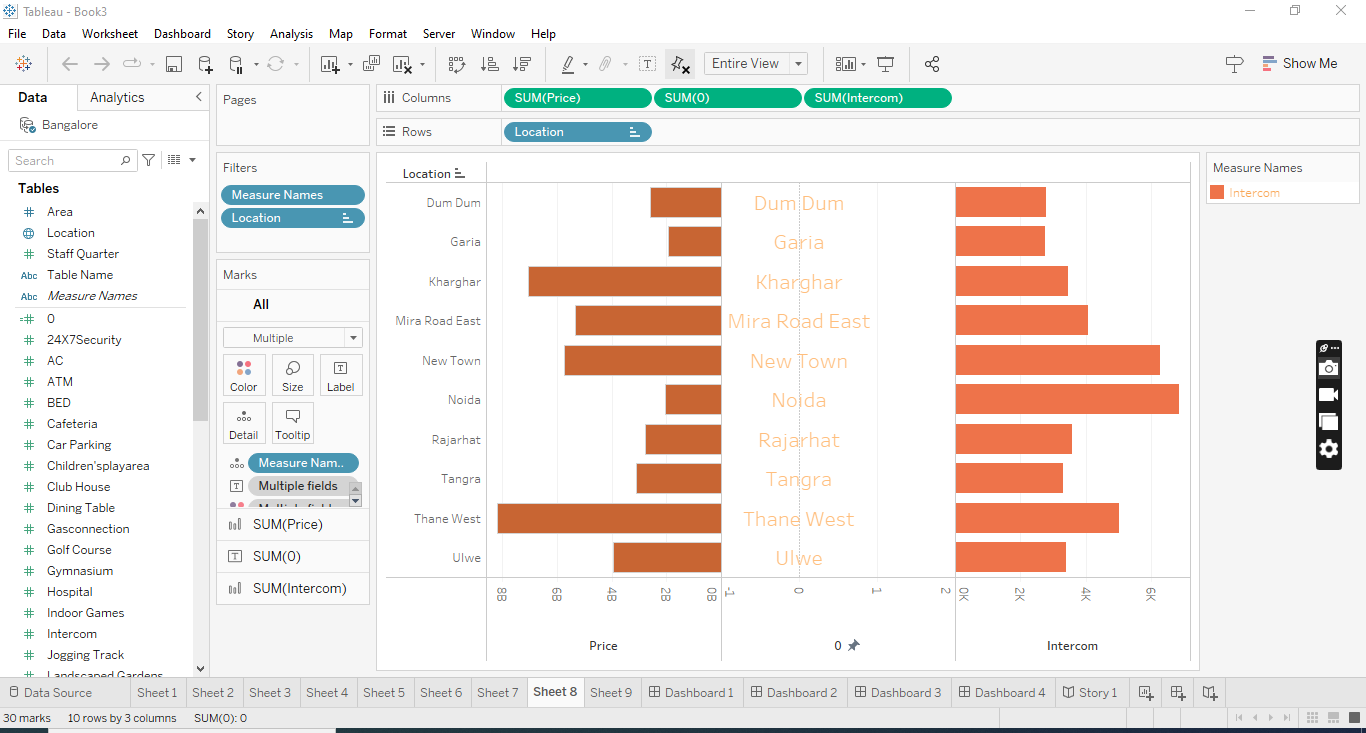 Tableau - Book3
File Data Worksheet Dashboard Story Analysis Map Format Server Window Help
Entire View
Show Me
Data Analytics
Bangalore
Search
Tables
Area
Location
Staff Quarter
Abc Table Name
Abc Measure Names
0
24X7Security
AC
ATM
BED
Cafeteria
Car Parking
Children'splayarea
Club House
Dining Table
Gasconnection
Golf Course
Gymnasium
Hospital
Indoor Games
Intercom
Jogging Track
Landscaped Gardens
Pages
Filters
Measure Names
Location
Marks
All
Multiple
Color Size Label
Detail Tooltip
Measure Nam..
Multiple fields
Multiple fields
SUM(Price)
SUM(0)
SUM(Intercom)
Columns SUM(Price) SUM(0) SUM(Intercom)
Rows Location
Location
Dum Dum Dum Dum
Garia Garia
Kharghar Kharghar
Mira Road East Mira Road East
New Town New Town
Noida Noida
Rajarhat Rajarhat
Tangra Tangra
Thane West Thane West
Ulwe Ulwe
8B 6B 4B 2B 0B -1 0 1 2 0K 2K 4K 6K
Price 0 Intercom
Measure Names
Intercom
Data Source Sheet 1 Sheet 2 Sheet 3 Sheet 4 Sheet 5 Sheet 6 Sheet 7 Sheet 8 Sheet 9 Dashboard 1 Dashboard 2 Dashboard 3 Dashboard 4 Story 1
30 marks 10 rows by 3 columns SUM(0): 0